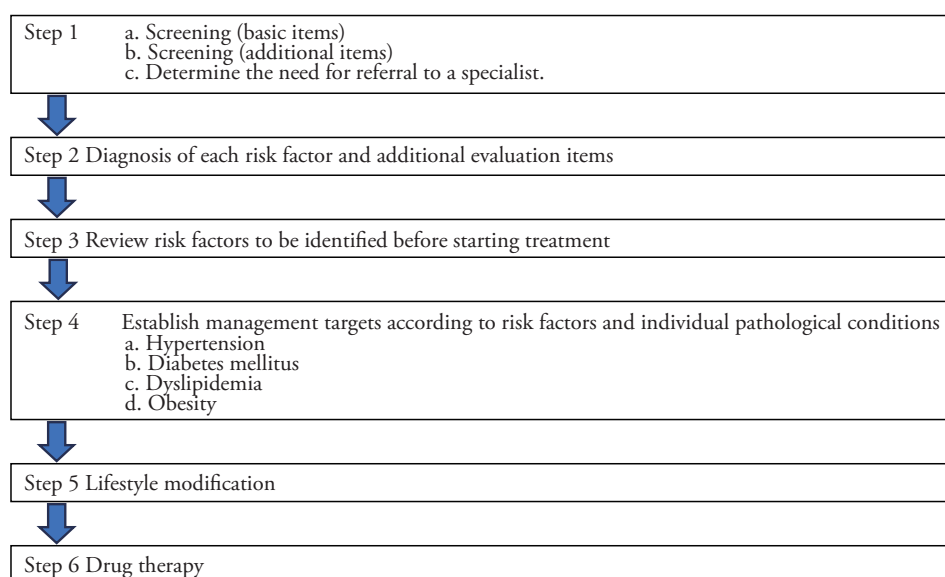 Step 1 a. Screening (basic items)
b. Screening (additional items)
c. Determine the need for referral to a specialist.
Step 2 Diagnosis of each risk factor and additional evaluation items
Step 3 Review risk factors to be identified before starting treatment
Step 4 Establish management targets according to risk factors and individual pathological conditions
a. Hypertension
b. Diabetes mellitus
c. Dyslipidemia
d. Obesity
Step 5 Lifestyle modification
Step 6 Drug therapy